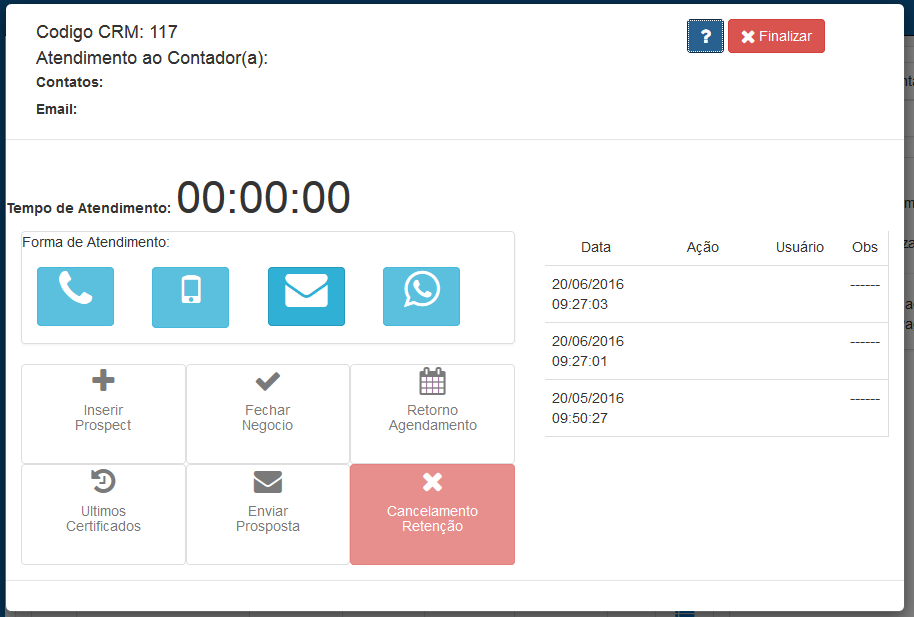 Codigo CRM: 117
Atendimento ao Contador(a):
Contatos:
Email:
?
Finalizar
Tempo de Atendimento: 00:00:00
Forma de Atendimento:
Inserir
Prospect
Fechar
Negocio
Retorno
Agendamento
Ultimos
Certificados
Enviar
Prosposta
Cancelamento
Retenção
Data Ação Usuário Obs
20/06/2016 ------
09:27:03
20/06/2016 ------
09:27:01
20/05/2016 ------
09:50:27